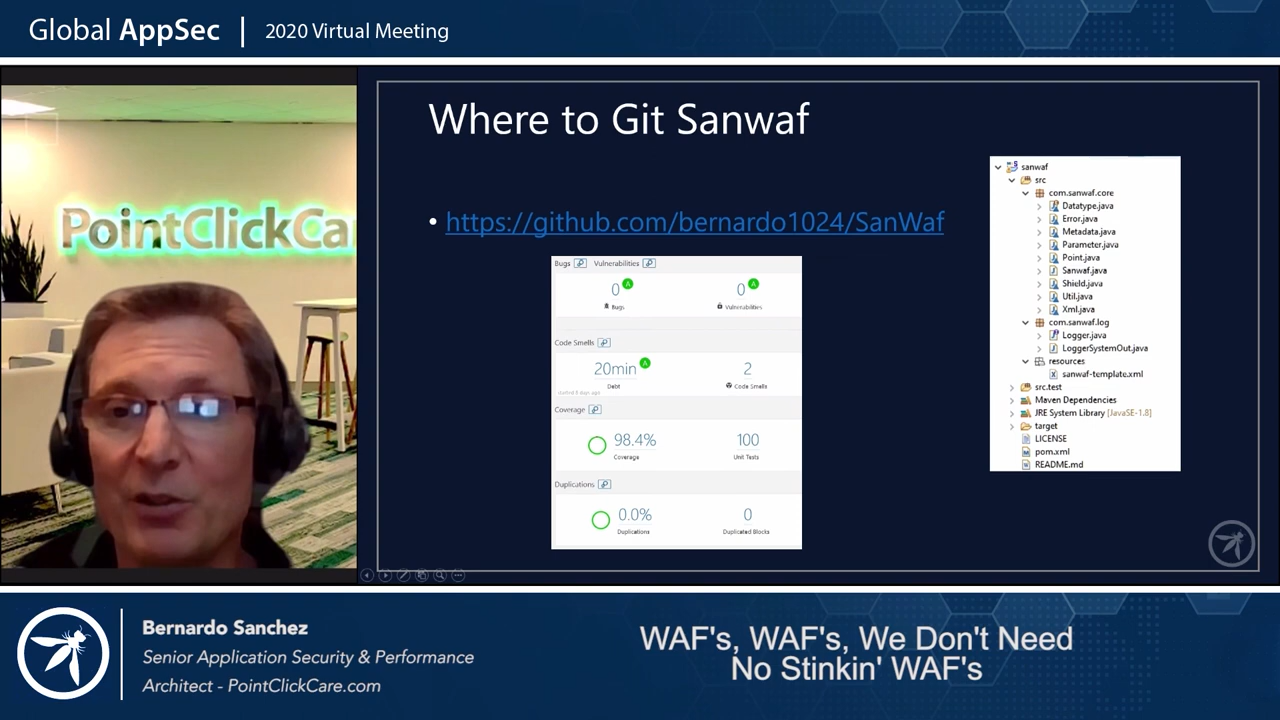 Global AppSec | 2020 Virtual Meeting
PointClickCa
Where to Git Sanwaf
• https://github.com/bernardo1024/SanWaf
Bugs Vulnerabilities
0 A 0 A
Bugs Vulnerabilities
Code Smells
20min A 2
Debt Code Smells
started 8 days ago
Coverage
98.4% 100
Coverage Unit Tests
Duplications
0.0% 0
Duplications Duplicated Blocks
sanwaf
src
com.sanwaf.core
Datatype.java
Error.java
Metadata.java
Parameter.java
Point.java
Sanwaf.java
Shield.java
Util.java
Xml.java
com.sanwaf.log
Logger.java
LoggerSystemOut.java
resources
sanwaf-template.xml
src.test
Maven Dependencies
JRE System Library [JavaSE-1.8]
target
LICENSE
pom.xml
README.md
Bernardo Sanchez
Senior Application Security & Performance
Architect - PointClickCare.com
WAF's, WAF's, We Don't Need
No Stinkin' WAF's